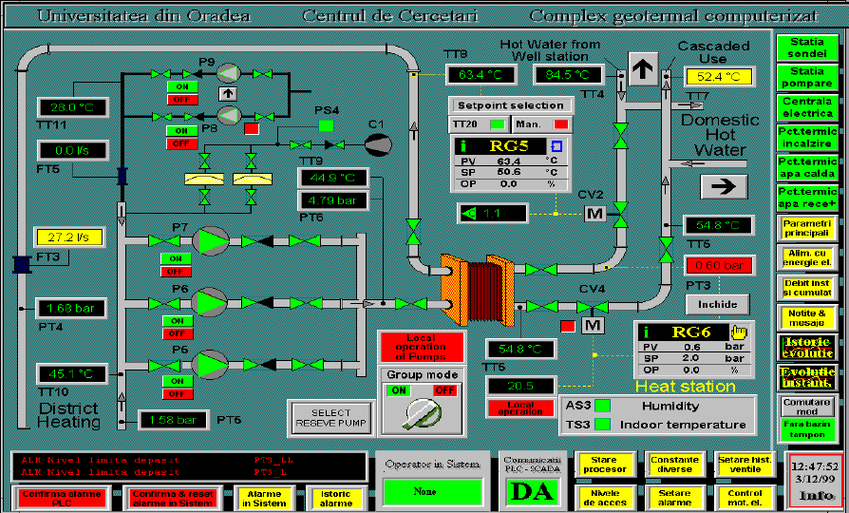 Universitatea din Oradea Centrul de Cercetari Complex geotermal computerizat
Hot Water from
Well station
Cascaded
Use
TT8
63.4 °C
84.5 °C
52.4 °C
TT4
TT7
P9
ON
OFF
28.0 °C
TT11
P8
ON
OFF
PS4
C1
Setpoint selection
TT20
Man.
RG5
PV 63.4 °C
SP 50.6 °C
OP 0.0 %
Domestic
Hot
Water
0.0 l/s
FT5
TT9
44.9 °C
4.79 bar
PT6
1.1
CV2
M
54.8 °C
TT6
27.2 l/s
FT3
P7
ON
OFF
0.60 bar
PT3
Inchide
P6
ON
OFF
1.68 bar
PT4
CV4
M
RG6
PV 0.6 bar
SP 2.0 bar
OP 0.0 %
Heat station
54.8 °C
TT5
20.5
Local
operation
Local
operation
of Pumps
Group mode
ON
OFF
P5
ON
OFF
45.1 °C
TT10
District
Heating
1.58 bar
PT6
SELECT
RESEVE PUMP
AS3 Humidity
TS3 Indoor temperature
Statia
sondei
Statia
pompare
Centrala
electrica
Pct.termic
incalzire
Pct.termic
apa calda
Pct.termic
apa rece+
Parametri
principali
Alim. cu
energie el.
Debit inst
si cumulat
Notite &
mesaje
Istoric
evolutie
Evolutie
instant.
Comutare
mod
Fara bazin
tampon
ALK Nivel limita depasit PT3_LL
ALK Nivel limita depasit PT3_L
Operator in Sistem
None
Comunicatii
PLC - SCADA
DA
Stare
procesor
Constante
diverse
Setare hist.
ventile
Nivele
de acces
Setare
alarme
Control
mot. el.
12:47:52
3/12/99
Info
Confirma alarme
PLC
Confirma & reset
alarme in Sistem
Alarme
in Sistem
Istoric
alarme